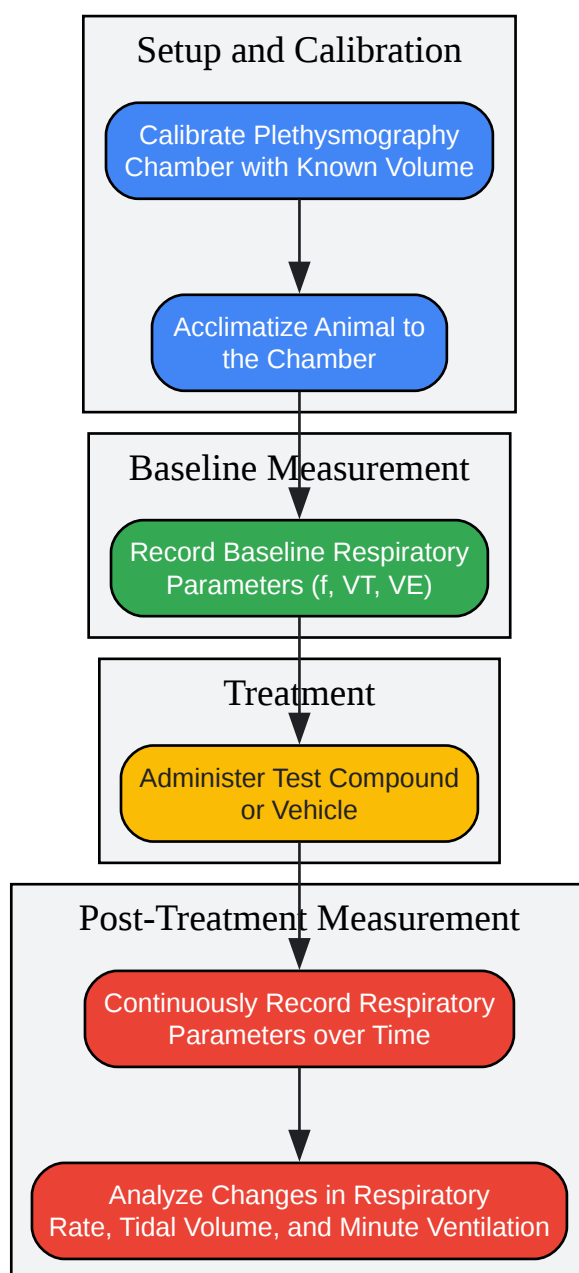 Setup and Calibration
Calibrate Plethysmography
Chamber with Known Volume
Acclimatize Animal to
the Chamber
Baseline Measurement
Record Baseline Respiratory
Parameters (f, VT, VE)
Treatment
Administer Test Compound
or Vehicle
Post-Treatment Measurement
Continuously Record Respiratory
Parameters over Time
Analyze Changes in Respiratory
Rate, Tidal Volume, and Minute Ventilation